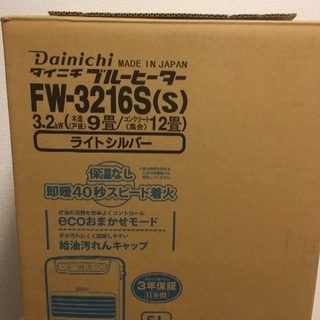 Dainichi MADE IN JAPAN
ダイニチ ブルーヒーター
FW-3216S(S)
3.2kW(木造(戸建)9畳/コンクリート(集合)12畳)
ライトシルバー
保温なし
即暖40秒スピード着火
ecoおまかせモード
給油汚れんキャップ
3年保証
日本製
5L